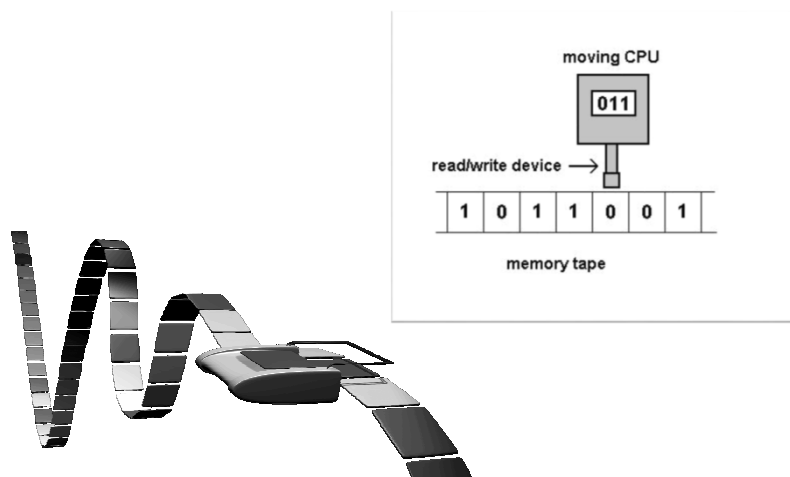 moving CPU
011
read/write device
1 0 1 1 0 0 1
memory tape